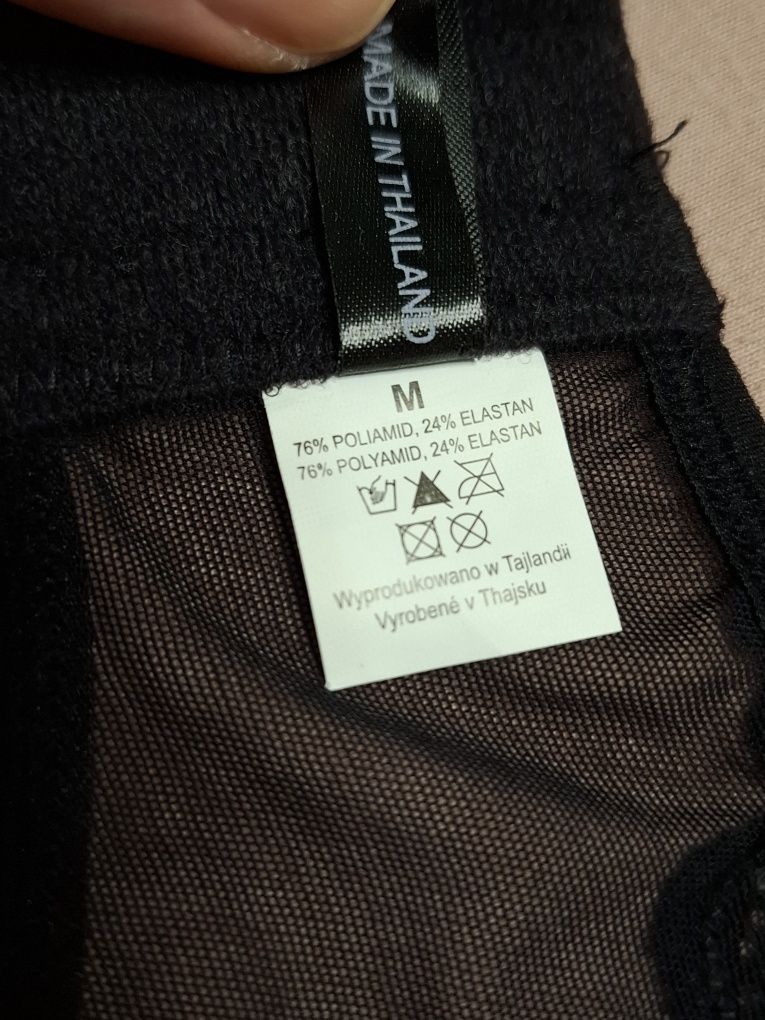 MADE IN THAILAND
M
76% POLIAMID, 24% ELASTAN
76% POLYAMID, 24% ELASTAN
Wyprodukowano w Tajlandii
Vyrobené v Thajsku